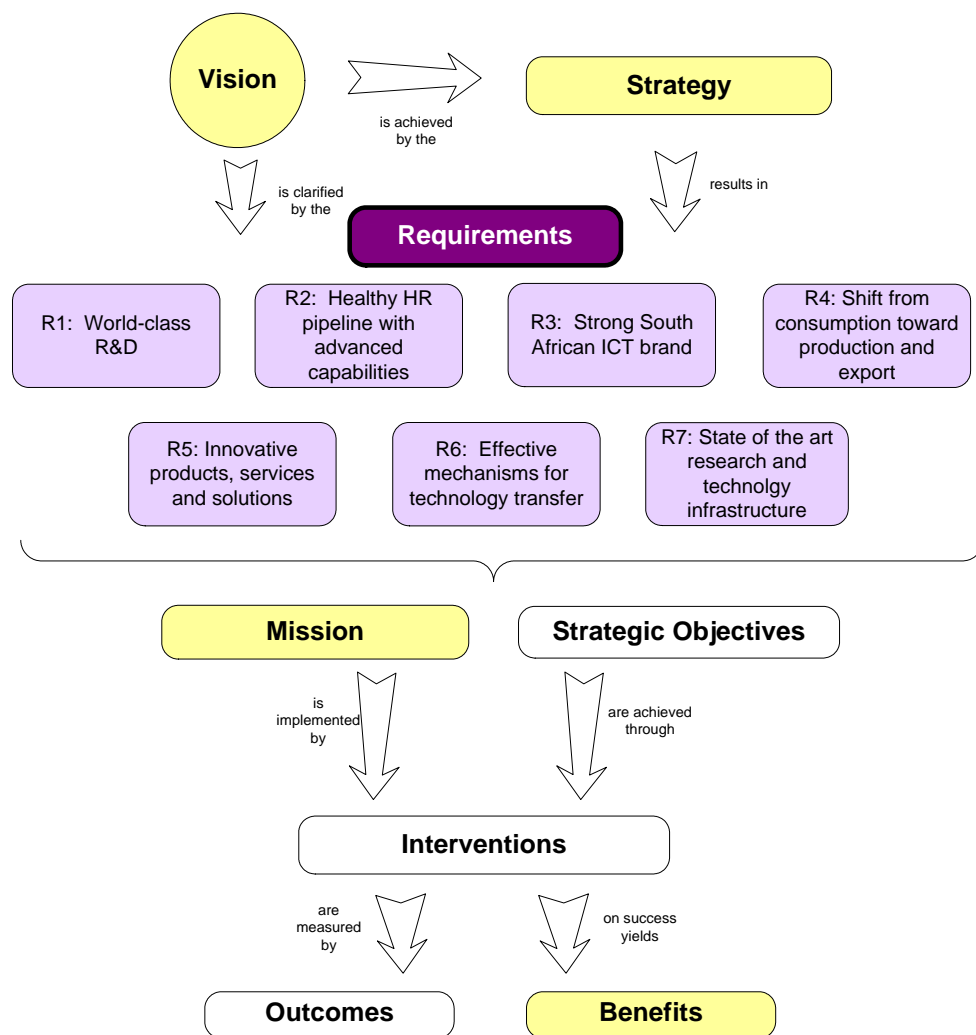 Vision
Strategy
is achieved
by the
is clarified
by the
results in
Requirements
R1: World-class
R&D
R2: Healthy HR
pipeline with
advanced
capabilities
R3: Strong South
African ICT brand
R4: Shift from
consumption toward
production and
export
R5: Innovative
products, services
and solutions
R6: Effective
mechanisms for
technology transfer
R7: State of the art
research and
technolgy
infrastructure
Mission
Strategic Objectives
is
implemented
by
are achieved
through
Interventions
are
measured
by
on success
yields
Outcomes
Benefits